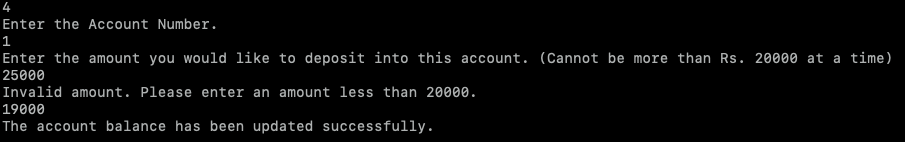 4
Enter the Account Number.
1
Enter the amount you would like to deposit into this account. (Cannot be more than Rs. 20000 at a time)
25000
Invalid amount. Please enter an amount less than 20000.
19000
The account balance has been updated successfully.